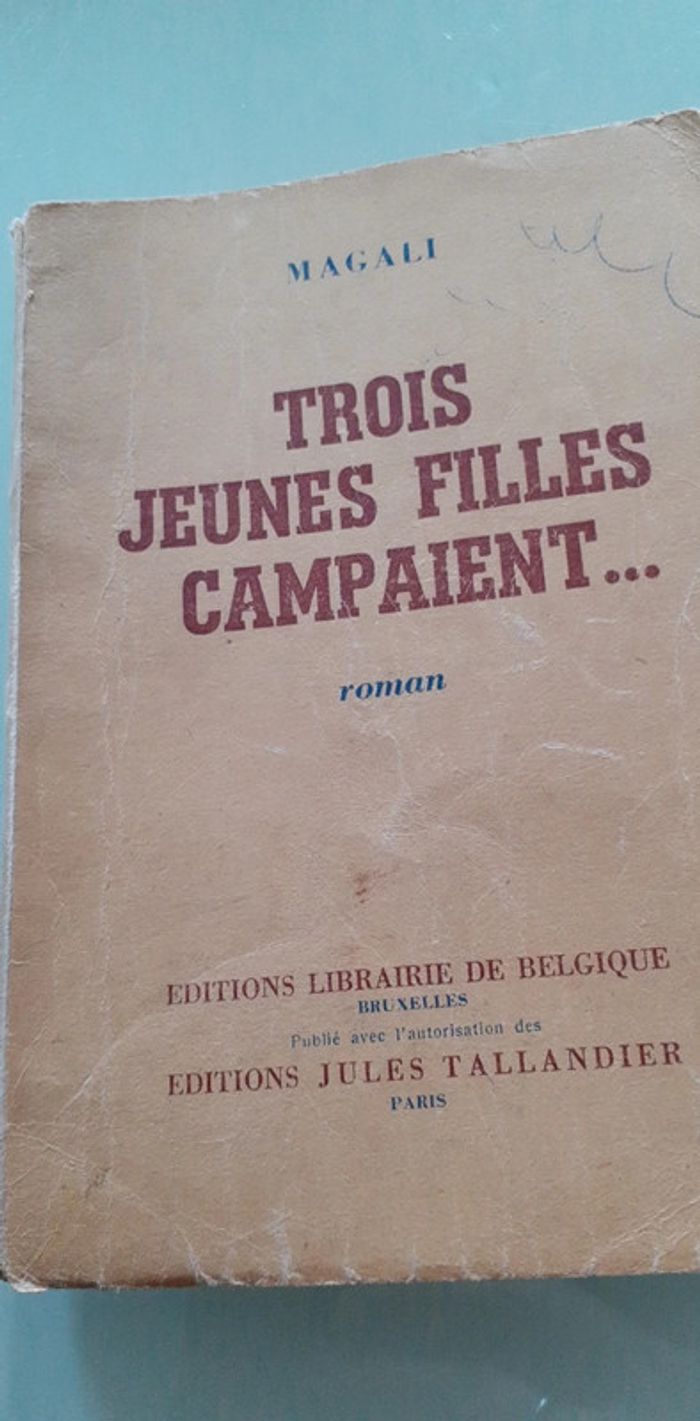 MAGALI
TROIS
JEUNES FILLES
CAMPAIENT...
roman
EDITIONS LIBRAIRIE DE BELGIQUE
BRUXELLES
Publié avec l'autorisation des
EDITIONS JULES TALLANDIER
PARIS